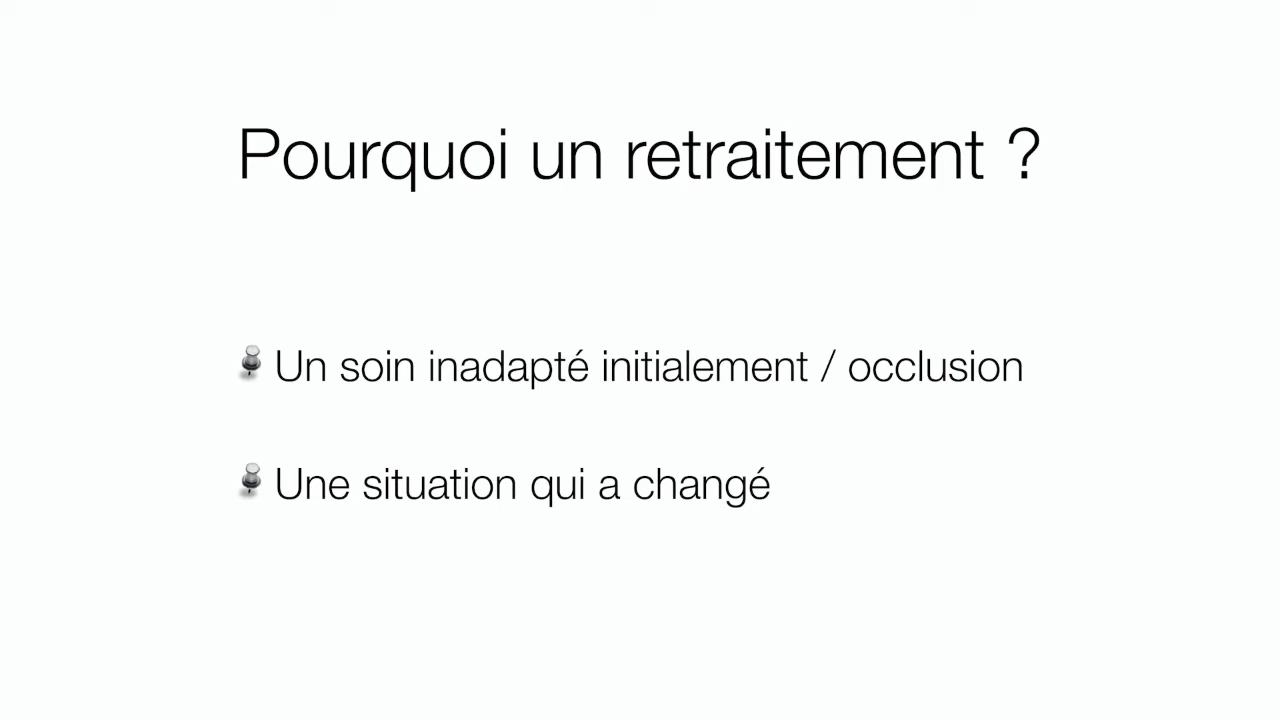 Pourquoi un retraitement ?
Un soin inadapté initialement / occlusion
Une situation qui a changé